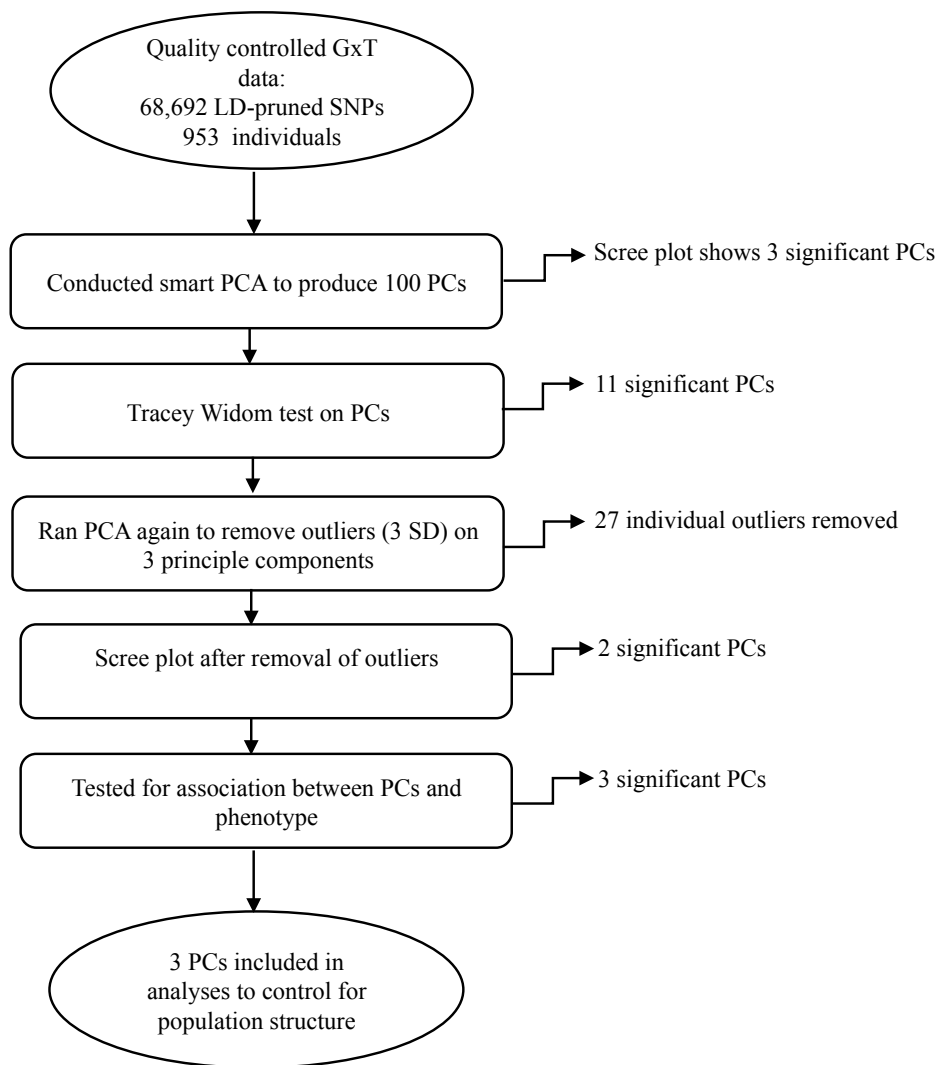 Quality controlled GxT
data:
68,692 LD-pruned SNPs
953 individuals
Conducted smart PCA to produce 100 PCs
Scree plot shows 3 significant PCs
Tracey Widom test on PCs
11 significant PCs
Ran PCA again to remove outliers (3 SD) on
3 principle components
27 individual outliers removed
Scree plot after removal of outliers
2 significant PCs
Tested for association between PCs and
phenotype
3 significant PCs
3 PCs included in
analyses to control for
population structure